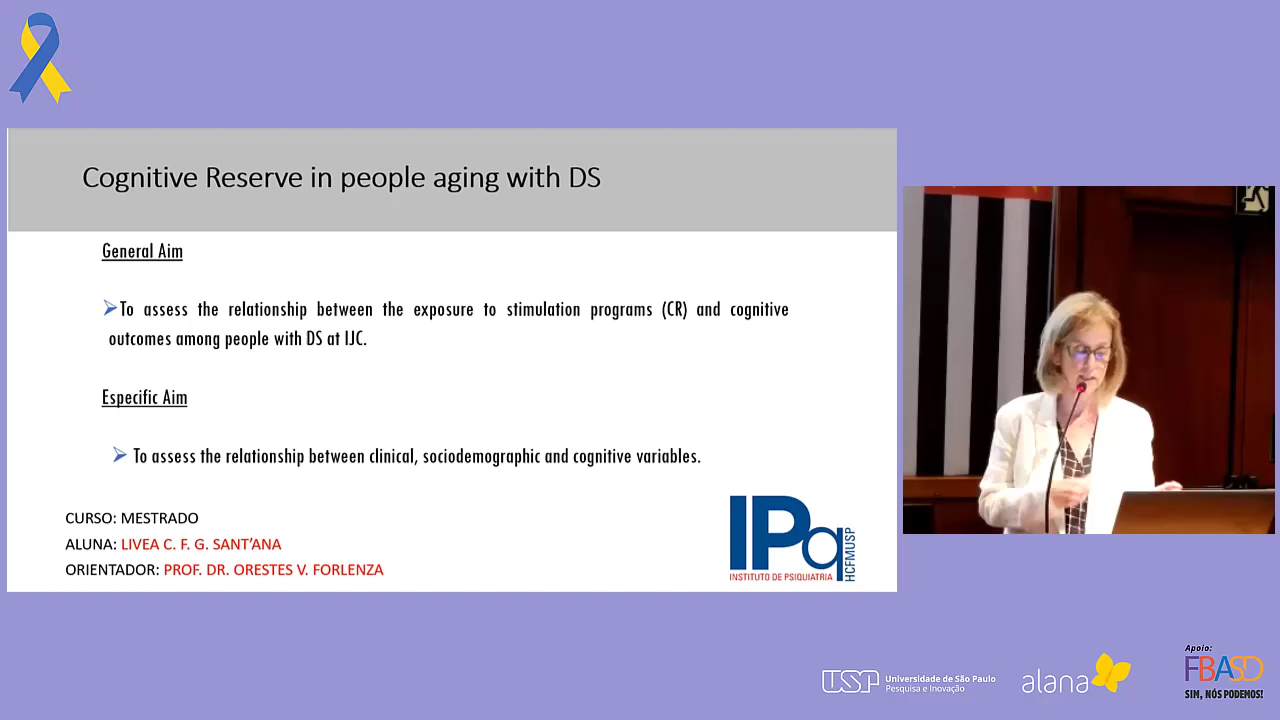 Cognitive Reserve in people aging with DS
General Aim
To assess the relationship between the exposure to stimulation programs (CR) and cognitive
outcomes among people with DS at IJC.
Especific Aim
To assess the relationship between clinical, sociodemographic and cognitive variables.
CURSO: MESTRADO
ALUNA: LIVEA C. F. G. SANT'ANA
ORIENTADOR: PROF. DR. ORESTES V. FORLENZA
IPq
INSTITUTO DE PSIQUIATRIA
HCFMUSP
USP
Universidade de São Paulo
Pesquisa e Inovação
alana
Apoio:
FBASD
SIM, NÓS PODEMOS!